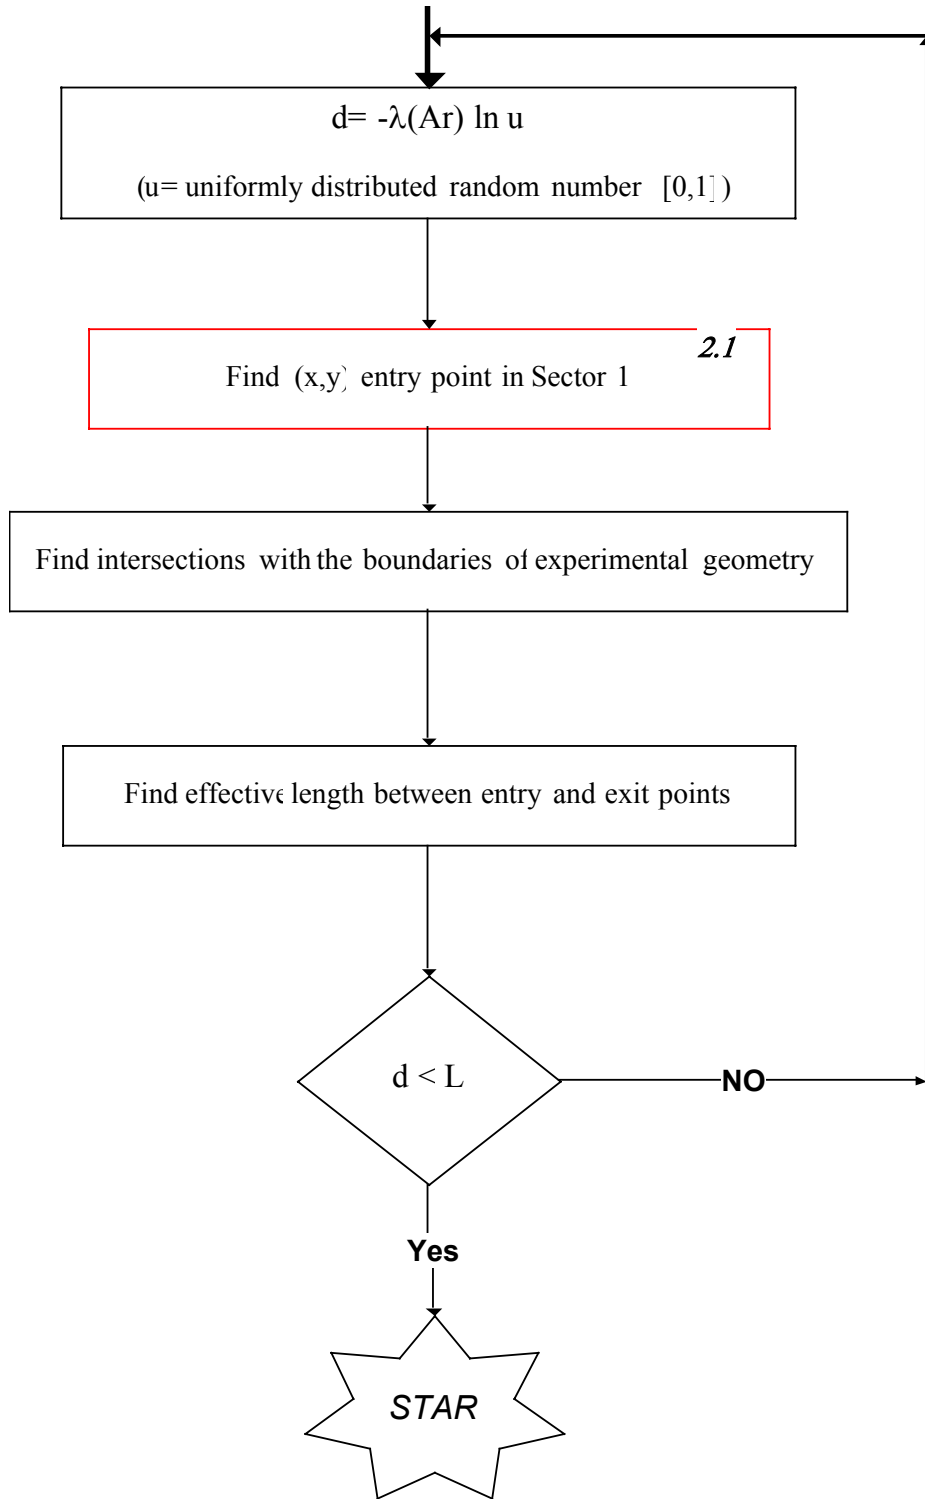 d= -λ(Ar) ln u
(u= uniformly distributed random number [0,1])
2.1
Find (x,y) entry point in Sector 1
Find intersections with the boundaries of experimental geometry
Find effective length between entry and exit points
d < L
NO
Yes
STAR